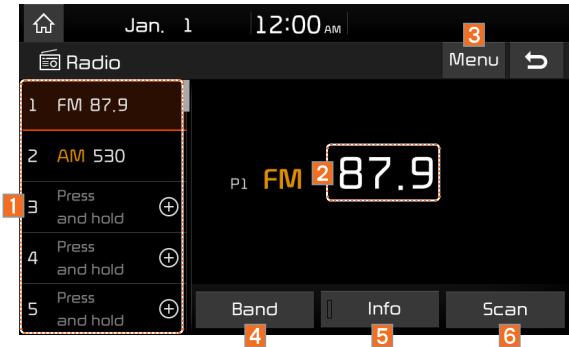 Jan. 1 12:00 AM
3
Radio Menu
1 FM 87.9
2 AM 530
P1 FM 2 87.9
1
3 Press
and hold
4 Press
and hold
5 Press
and hold
Band Info Scan
4 5 6